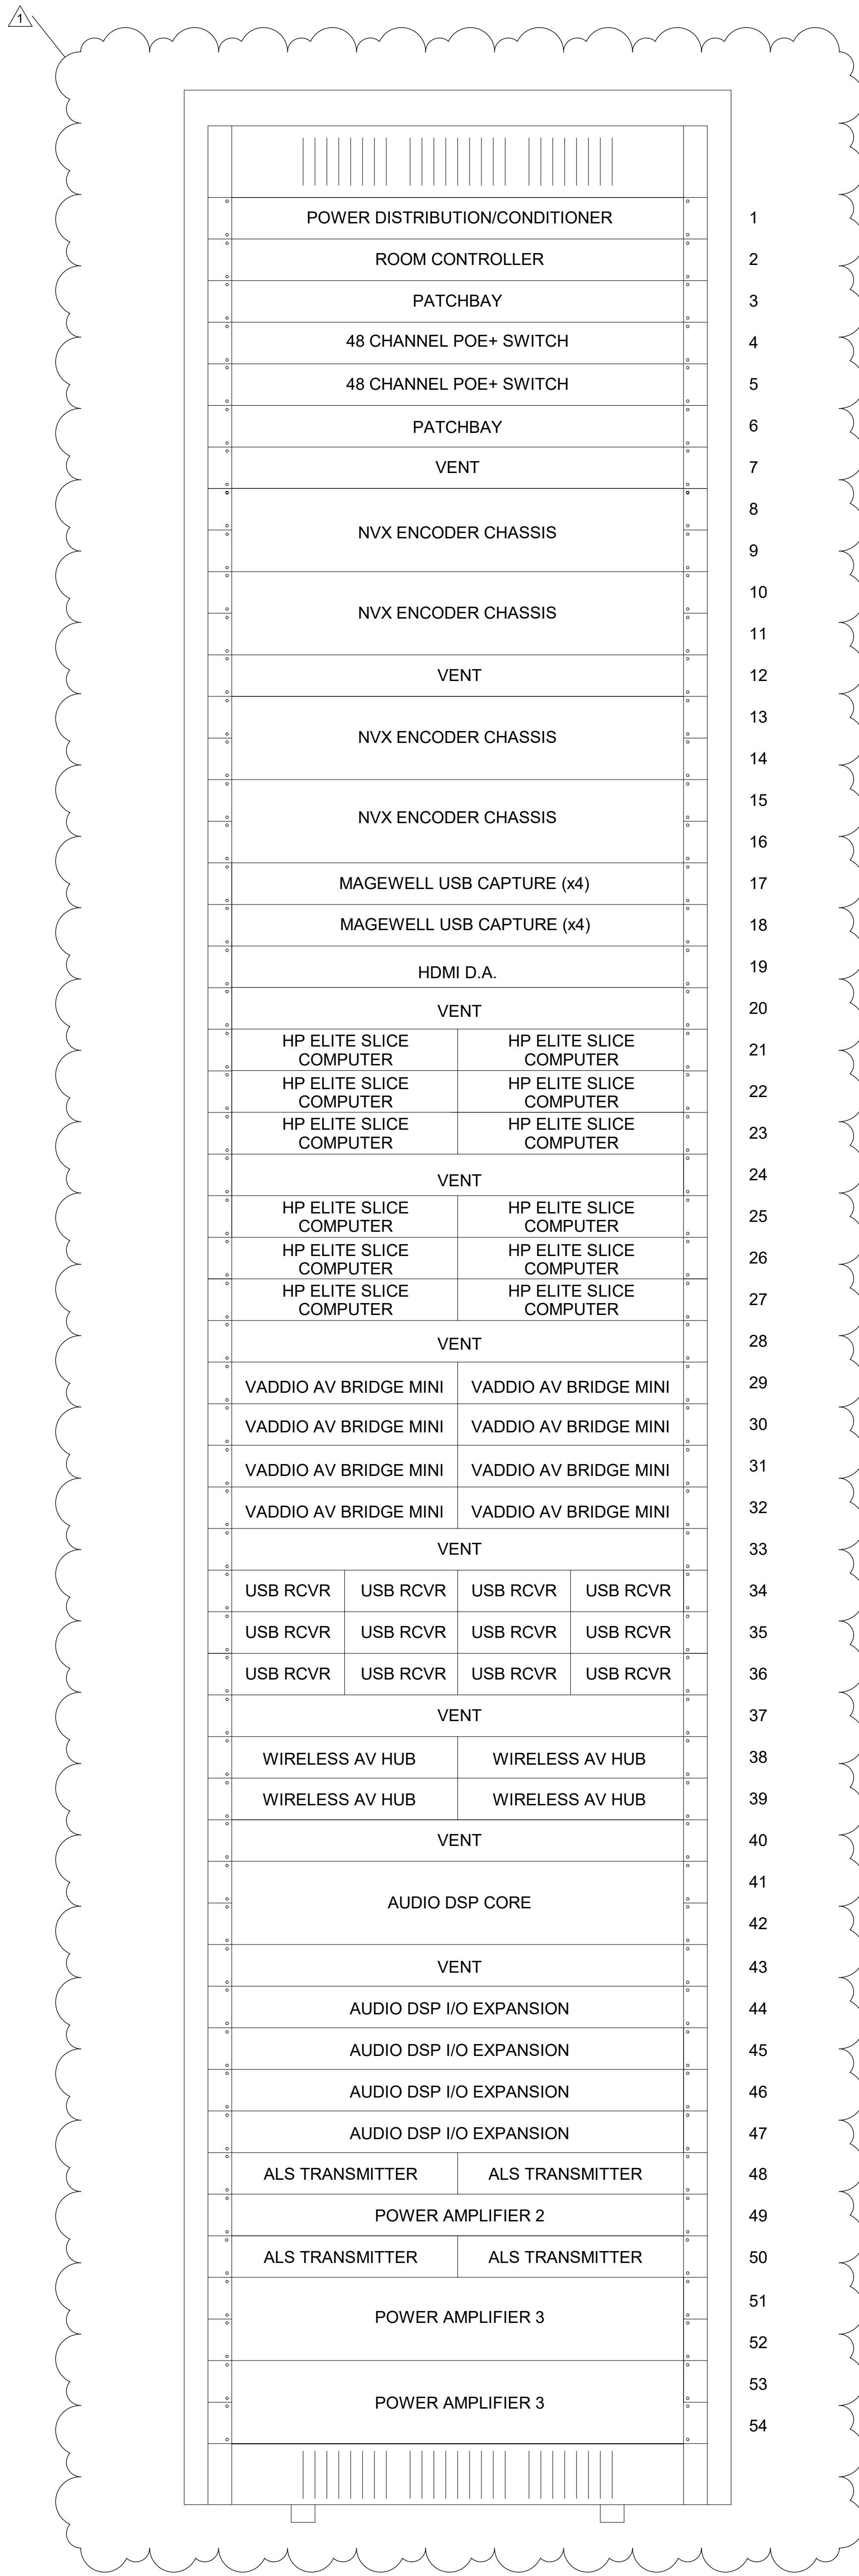 1
POWER DISTRIBUTION/CONDITIONER 1
ROOM CONTROLLER 2
PATCHBAY 3
48 CHANNEL POE+ SWITCH 4
48 CHANNEL POE+ SWITCH 5
PATCHBAY 6
VENT 7
8
NVX ENCODER CHASSIS
9
10
NVX ENCODER CHASSIS
11
VENT 12
13
NVX ENCODER CHASSIS
14
15
NVX ENCODER CHASSIS
16
MAGEWELL USB CAPTURE (x4) 17
MAGEWELL USB CAPTURE (x4) 18
HDMI D.A. 19
VENT 20
HP ELITE SLICE HP ELITE SLICE
COMPUTER COMPUTER 21
HP ELITE SLICE HP ELITE SLICE
COMPUTER COMPUTER 22
HP ELITE SLICE HP ELITE SLICE
COMPUTER COMPUTER 23
VENT 24
HP ELITE SLICE HP ELITE SLICE
COMPUTER COMPUTER 25
HP ELITE SLICE HP ELITE SLICE
COMPUTER COMPUTER 26
HP ELITE SLICE HP ELITE SLICE
COMPUTER COMPUTER 27
VENT 28
VADDIO AV BRIDGE MINI VADDIO AV BRIDGE MINI 29
VADDIO AV BRIDGE MINI VADDIO AV BRIDGE MINI 30
VADDIO AV BRIDGE MINI VADDIO AV BRIDGE MINI 31
VADDIO AV BRIDGE MINI VADDIO AV BRIDGE MINI 32
VENT 33
USB RCVR USB RCVR USB RCVR USB RCVR 34
USB RCVR USB RCVR USB RCVR USB RCVR 35
USB RCVR USB RCVR USB RCVR USB RCVR 36
VENT 37
WIRELESS AV HUB WIRELESS AV HUB 38
WIRELESS AV HUB WIRELESS AV HUB 39
VENT 40
41
AUDIO DSP CORE
42
VENT 43
AUDIO DSP I/O EXPANSION 44
AUDIO DSP I/O EXPANSION 45
AUDIO DSP I/O EXPANSION 46
AUDIO DSP I/O EXPANSION 47
ALS TRANSMITTER ALS TRANSMITTER 48
POWER AMPLIFIER 2 49
ALS TRANSMITTER ALS TRANSMITTER 50
51
POWER AMPLIFIER 3
52
53
POWER AMPLIFIER 3
54